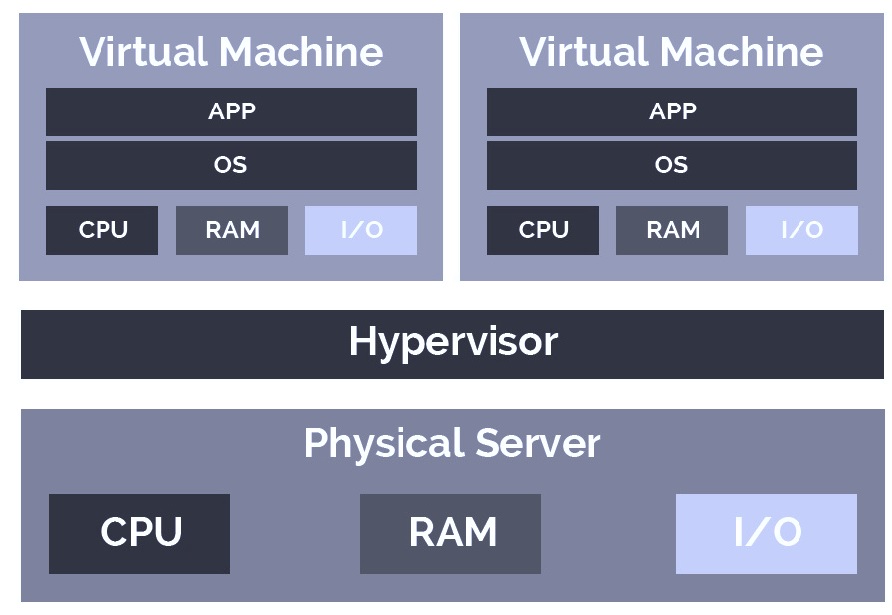 Virtual Machine
APP
OS
CPU RAM I/O
Virtual Machine
APP
OS
CPU RAM I/O
Hypervisor
Physical Server
CPU RAM I/O